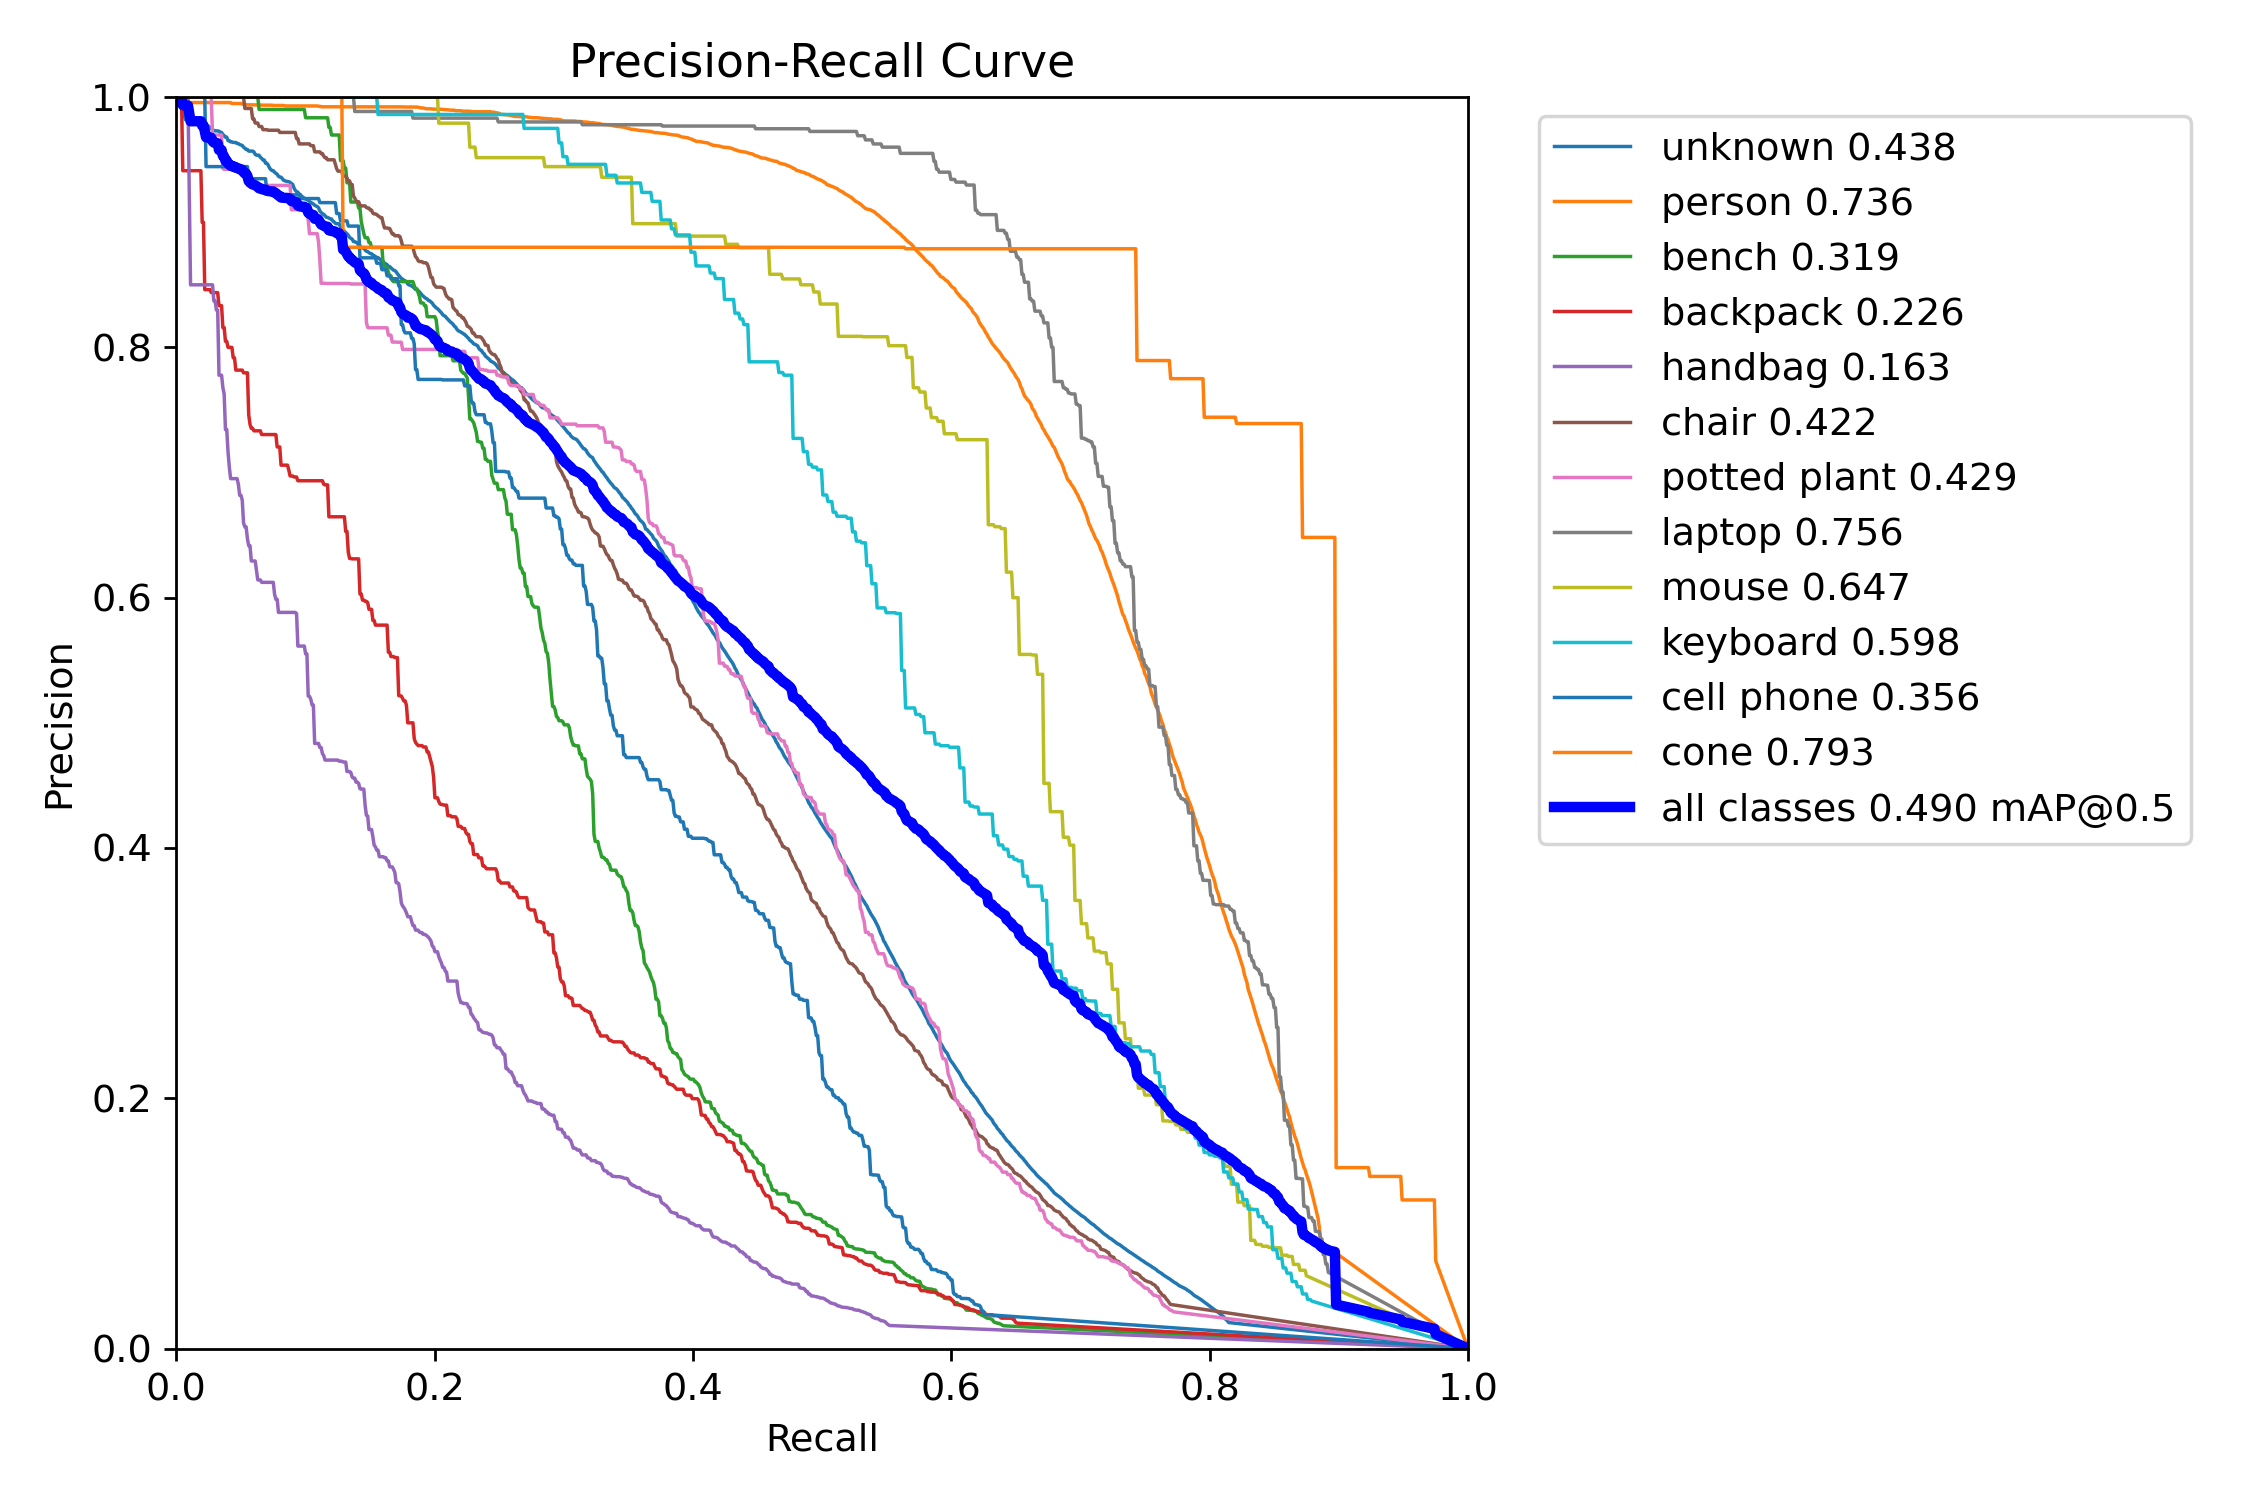 Precision-Recall Curve
1.0
0.8
0.6
0.4
0.2
0.0
Precision
0.0 0.2 0.4 0.6 0.8 1.0
Recall
unknown 0.438
person 0.736
bench 0.319
backpack 0.226
handbag 0.163
chair 0.422
potted plant 0.429
laptop 0.756
mouse 0.647
keyboard 0.598
cell phone 0.356
cone 0.793
all classes 0.490 mAP@0.5